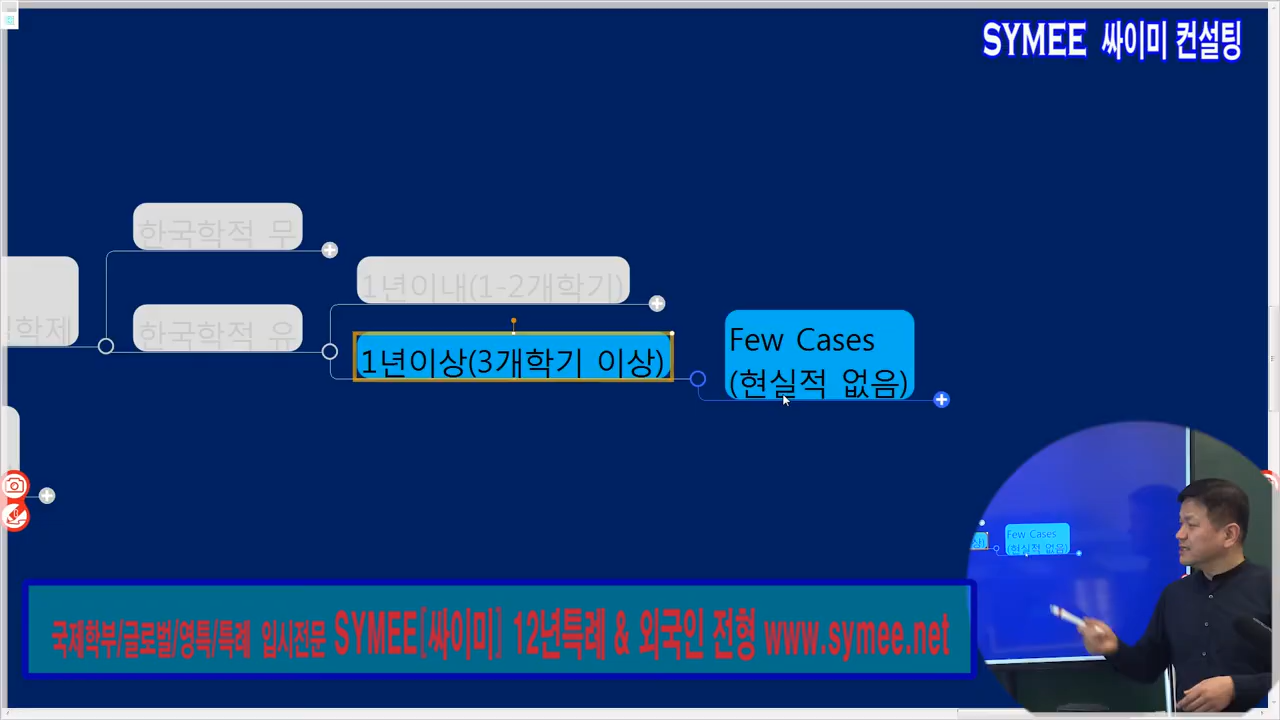 SYMEE 싸이미 컨설팅
한국학적 무
1년이내(1-2개학기)
학제
한국학적 유
1년이상(3개학기 이상)
Few Cases
(현실적 없음)
Few Cases
(현실적 없음)
국제학부/글로벌/영특/특례 입시전문 SYMEE[싸이미] 12년특례 & 외국인 전형 www.symee.net